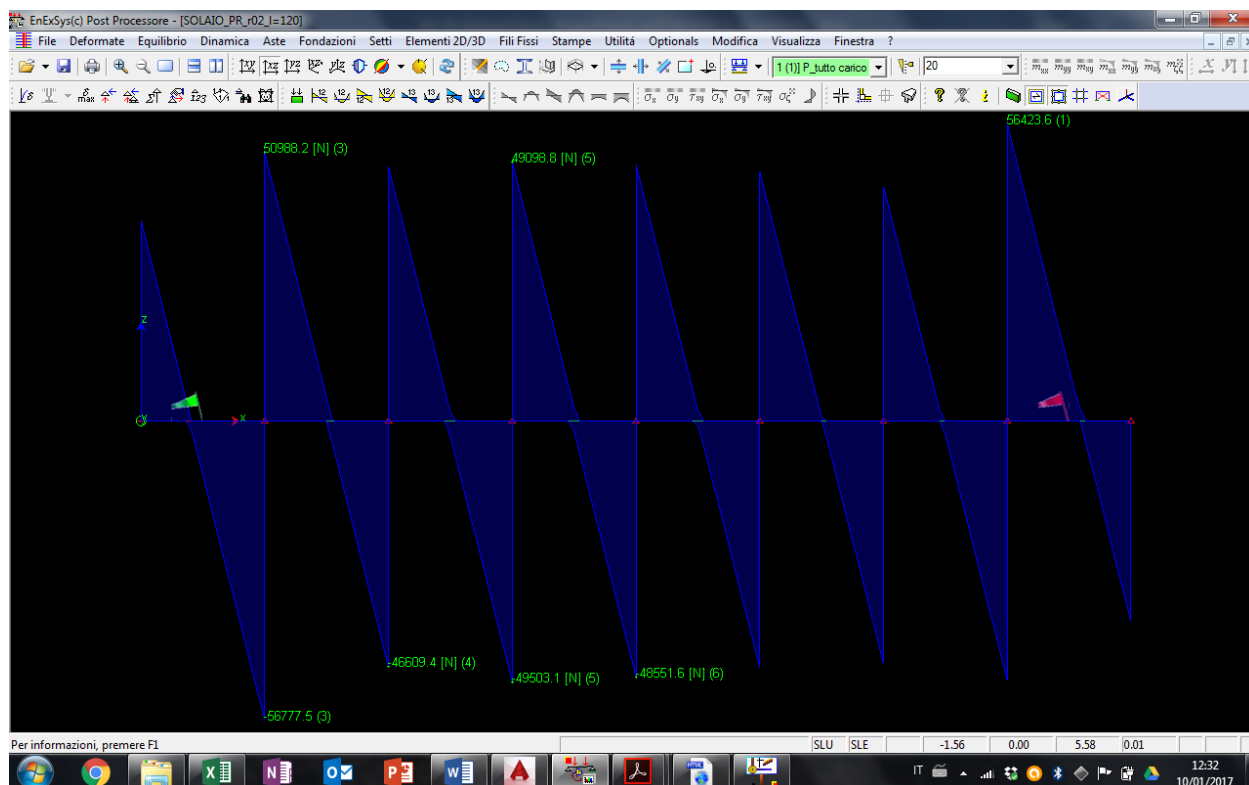 EnExSys(c) Post Processore - [SOLAIO_PR_r02_l=120]
File Deformate Equilibrio Dinamica Aste Fondazioni Setti Elementi 2D/3D Fili Fissi Stampe Utilitá Optionals Modifica Visualizza Finestra ?
1 (1)] P_tutto carico 20
56423.6 (1)
50988.2 [N] (3)
49098.8 [N] (5)
z
y x
-46609.4 [N] (4)
-49503.1 [N] (5)
-48551.6 [N] (6)
-56777.5 (3)
Per informazioni, premere F1 SLU SLE -1.56 0.00 5.58 0.01
IT 12:32
10/01/2017